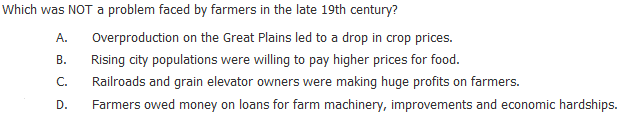 Which was NOT a problem faced by farmers in the late 19th century?
A. Overproduction on the Great Plains led to a drop in crop prices.
B. Rising city populations were willing to pay higher prices for food.
C. Railroads and grain elevator owners were making huge profits on farmers.
D. Farmers owed money on loans for farm machinery, improvements and economic hardships.